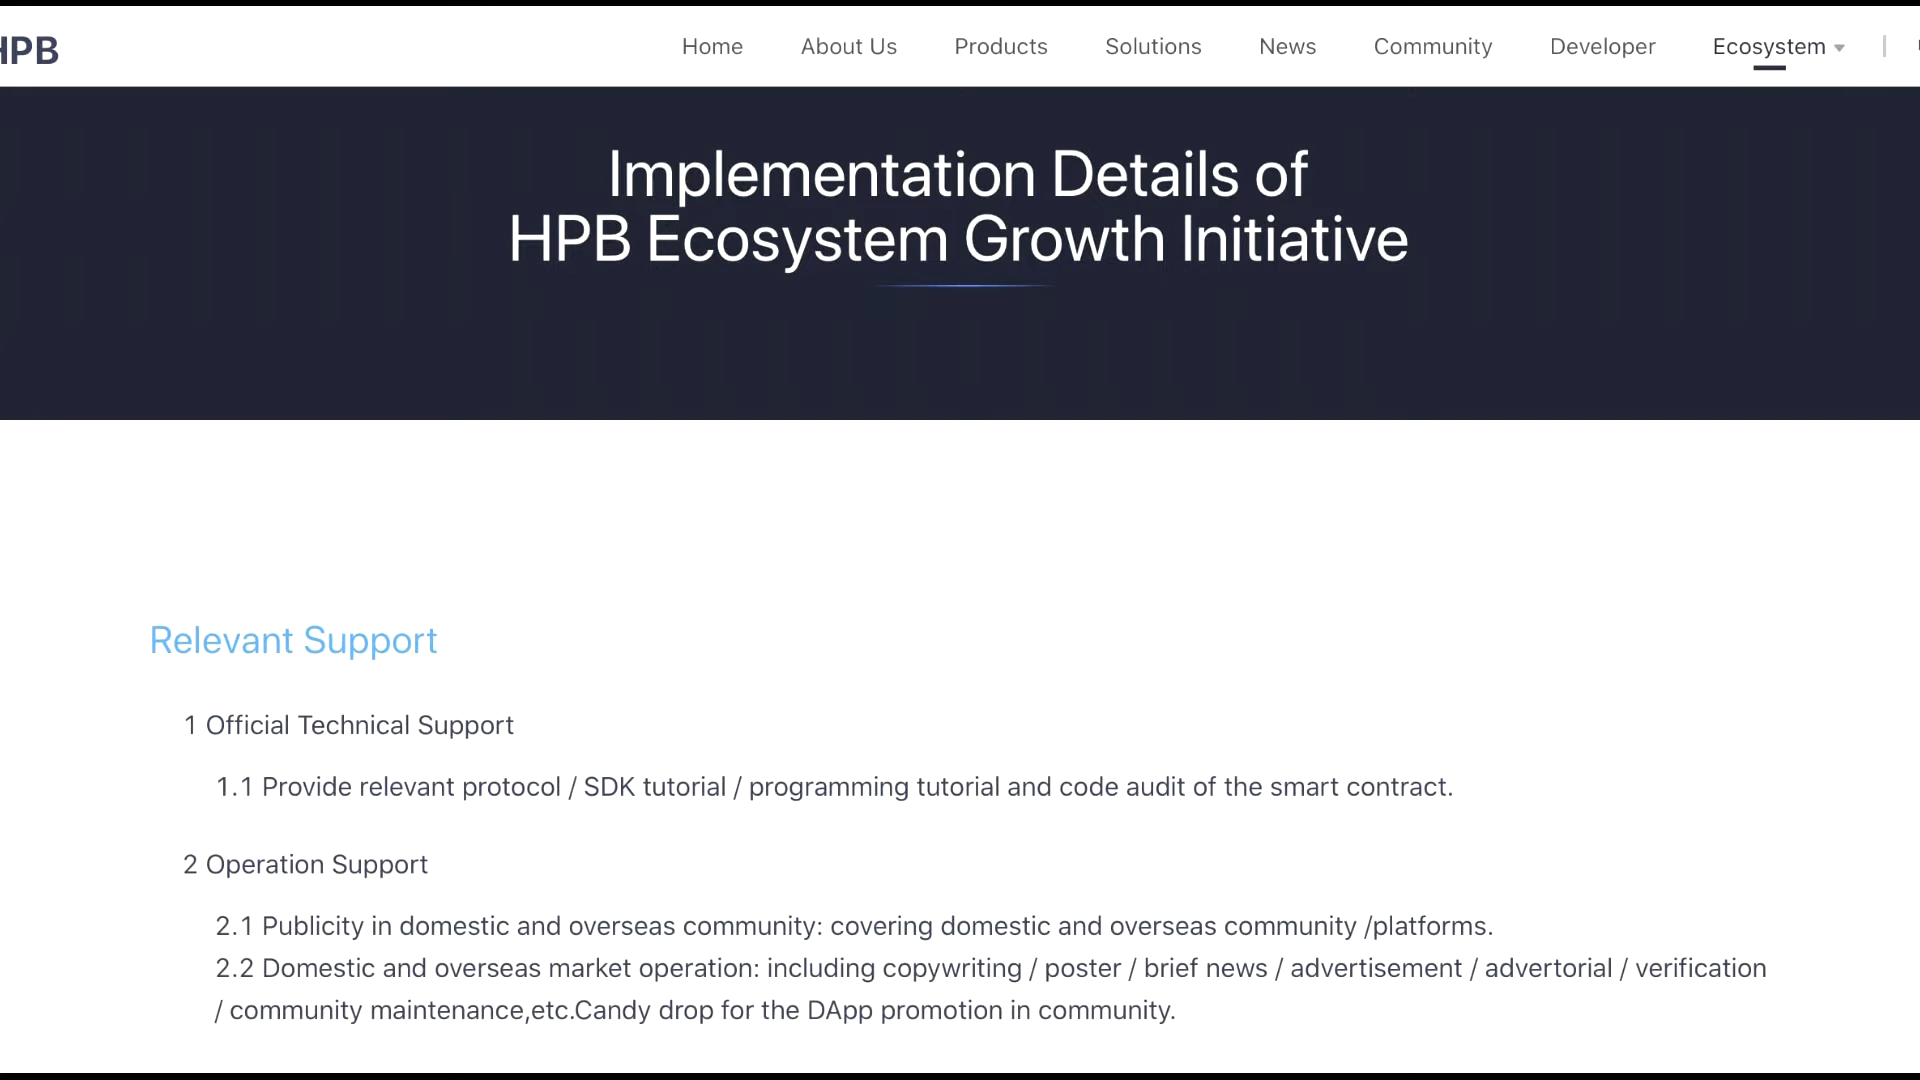 HPB
Home About Us Products Solutions News Community Developer Ecosystem
Implementation Details of
HPB Ecosystem Growth Initiative
Relevant Support
1 Official Technical Support
1.1 Provide relevant protocol / SDK tutorial / programming tutorial and code audit of the smart contract.
2 Operation Support
2.1 Publicity in domestic and overseas community: covering domestic and overseas community /platforms.
2.2 Domestic and overseas market operation: including copywriting / poster / brief news / advertisement / advertorial / verification
/ community maintenance,etc.Candy drop for the DApp promotion in community.